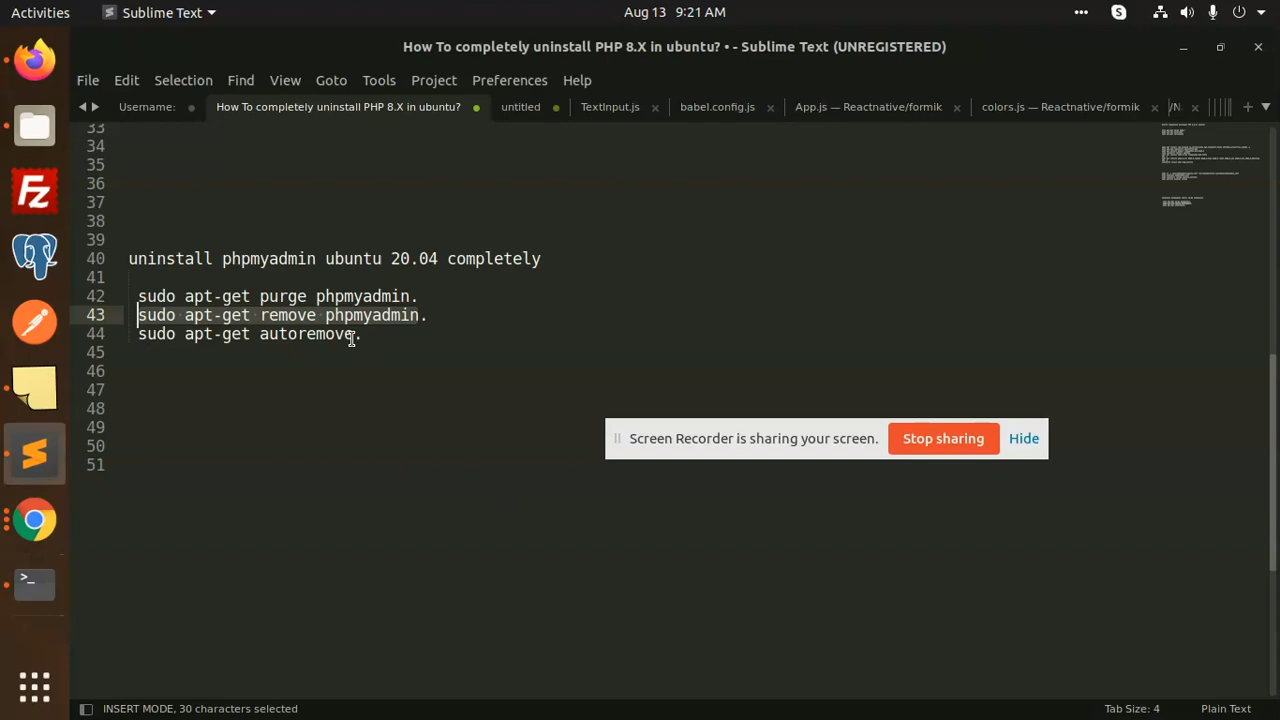 Activities
Sublime Text
Aug 13 9:21 AM
How To completely uninstall PHP 8.X in ubuntu? • - Sublime Text (UNREGISTERED)
File Edit Selection Find View Goto Tools Project Preferences Help
Username: How To completely uninstall PHP 8.X in ubuntu? untitled TextInput.js babel.config.js App.js — Reactnative/formik colors.js — Reactnative/formik
33
34
35
36
37
38
39
40 uninstall phpmyadmin ubuntu 20.04 completely
41
42 sudo apt-get purge phpmyadmin.
43 sudo apt-get remove phpmyadmin.
44 sudo apt-get autoremove.
45
46
47
48
49
50
51
Screen Recorder is sharing your screen. Stop sharing Hide
INSERT MODE, 30 characters selected
Tab Size: 4 Plain Text